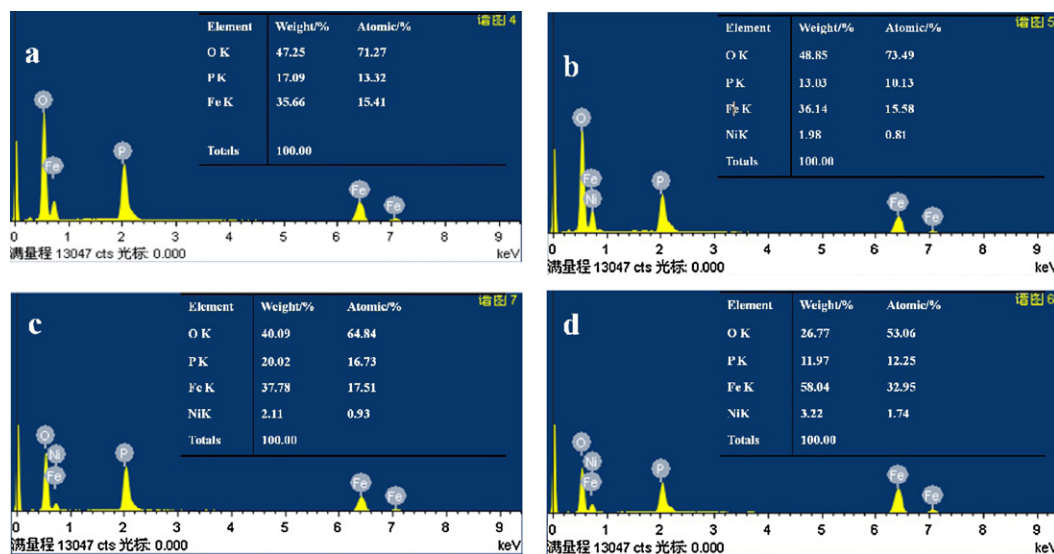 a
谱图 4
Element Weight/% Atomic/%
O K 47.25 71.27
P K 17.09 13.32
Fe K 35.66 15.41
Totals 100.00
O
Fe
P
Fe
Fe
0 1 2 3 4 5 6 7 8 9
满量程 13047 cts 光标: 0.000 keV
b
谱图 5
Element Weight/% Atomic/%
O K 48.85 73.49
P K 13.03 10.13
Fe K 36.14 15.58
NiK 1.98 0.81
Totals 100.00
O
Fe
Ni
P
Fe
Fe
0 1 2 3 4 5 6 7 8 9
满量程 13047 cts 光标: 0.000 keV
c
谱图 7
Element Weight/% Atomic/%
O K 40.09 64.84
P K 20.02 16.73
Fe K 37.78 17.51
NiK 2.11 0.93
Totals 100.00
O
Ni
Fe
P
Fe
Fe
0 1 2 3 4 5 6 7 8 9
满量程 13047 cts 光标: 0.000 keV
d
谱图 6
Element Weight/% Atomic/%
O K 26.77 53.06
P K 11.97 12.25
Fe K 58.04 32.95
NiK 3.22 1.74
Totals 100.00
O
Ni
Fe
P
Fe
Fe
0 1 2 3 4 5 6 7 8 9
满量程 13047 cts 光标: 0.000 keV